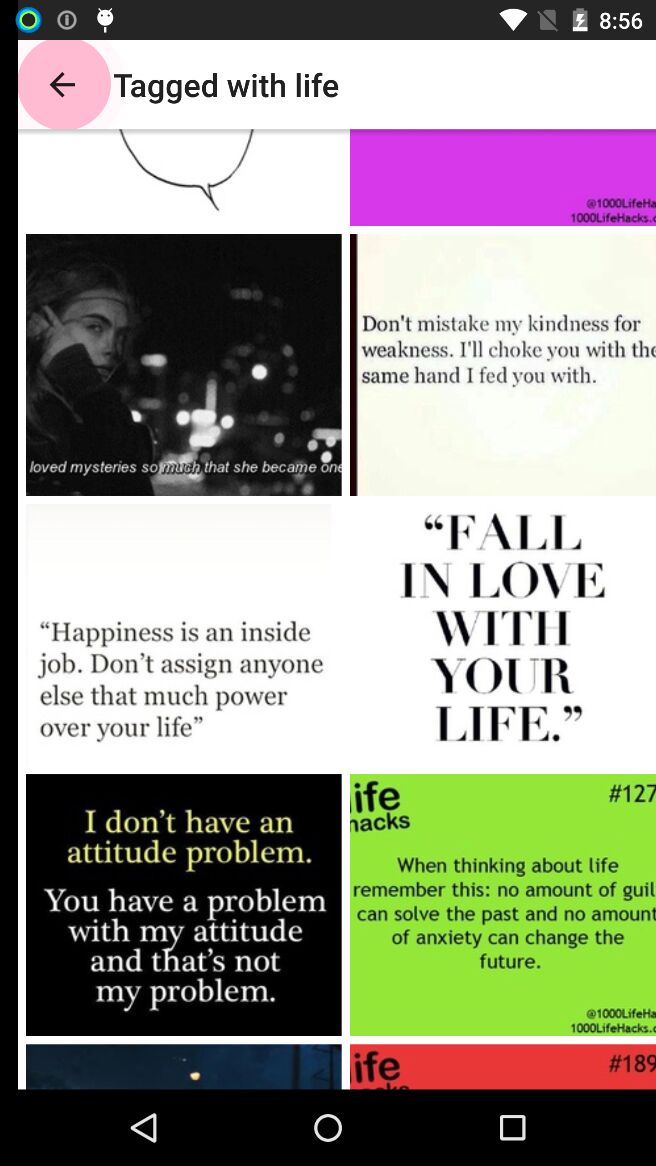 8:56
Tagged with life
@1000LifeHa
1000LifeHacks.c
loved mysteries so much that she became one
Don't mistake my kindness for
weakness. I'll choke you with the
same hand I fed you with.
“Happiness is an inside
job. Don’t assign anyone
else that much power
over your life”
“FALL
IN LOVE
WITH
YOUR
LIFE.”
I don’t have an
attitude problem.
You have a problem
with my attitude
and that’s not
my problem.
ife
hacks
#127
When thinking about life
remember this: no amount of guil
can solve the past and no amount
of anxiety can change the
future.
@1000LifeHa
1000LifeHacks.c
ife
#189